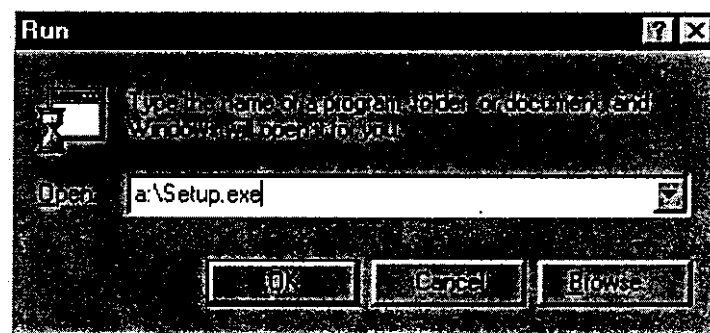 Run
Type the name of a program, folder, or document, and
Windows will open it for you.
Open:
a:\Setup.exe
OK
Cancel
Browse...